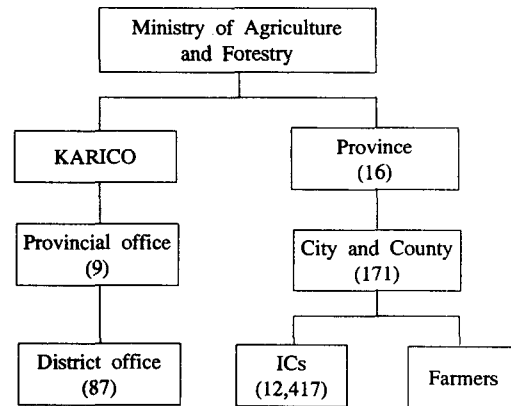 Ministry of Agriculture
and Forestry
KARICO
Province
(16)
Provincial office
(9)
City and County
(171)
District office
(87)
ICs
(12,417)
Farmers